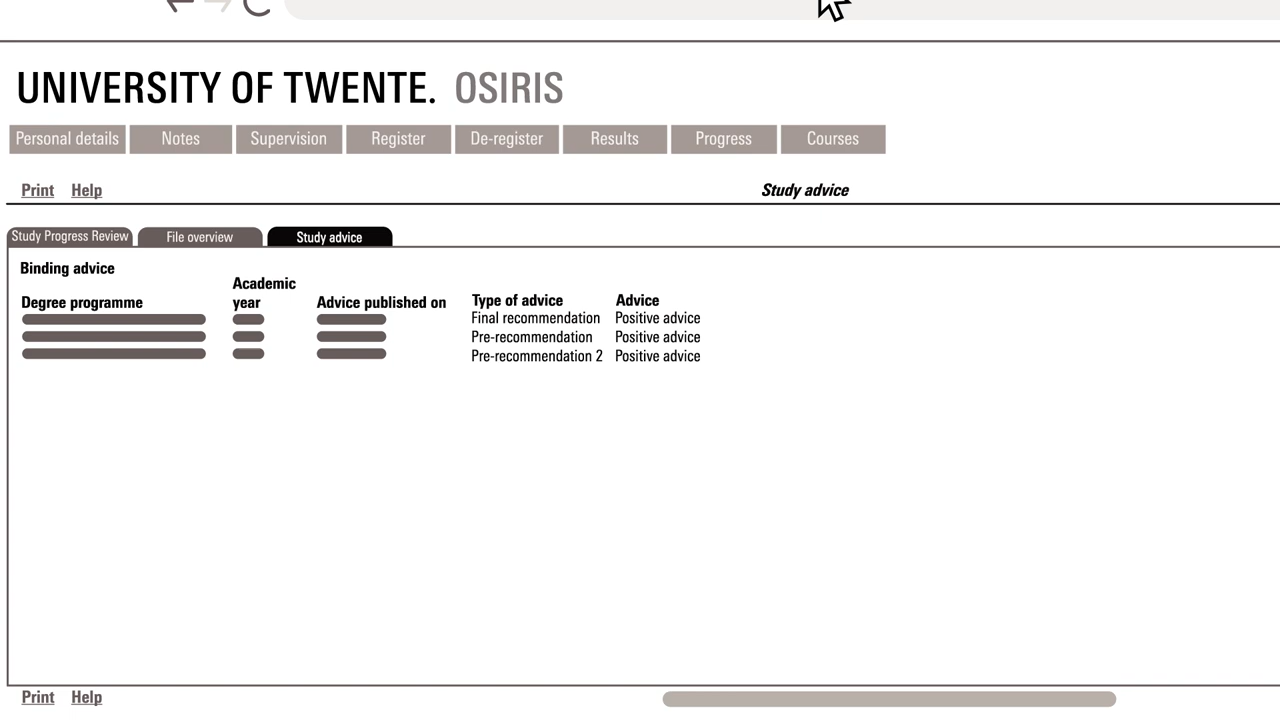 UNIVERSITY OF TWENTE. OSIRIS
Personal details Notes Supervision Register De-register Results Progress Courses
Print Help Study advice
Study Progress Review File overview Study advice
Binding advice
Degree programme Academic year Advice published on Type of advice Advice
Final recommendation Positive advice
Pre-recommendation Positive advice
Pre-recommendation 2 Positive advice
Print Help